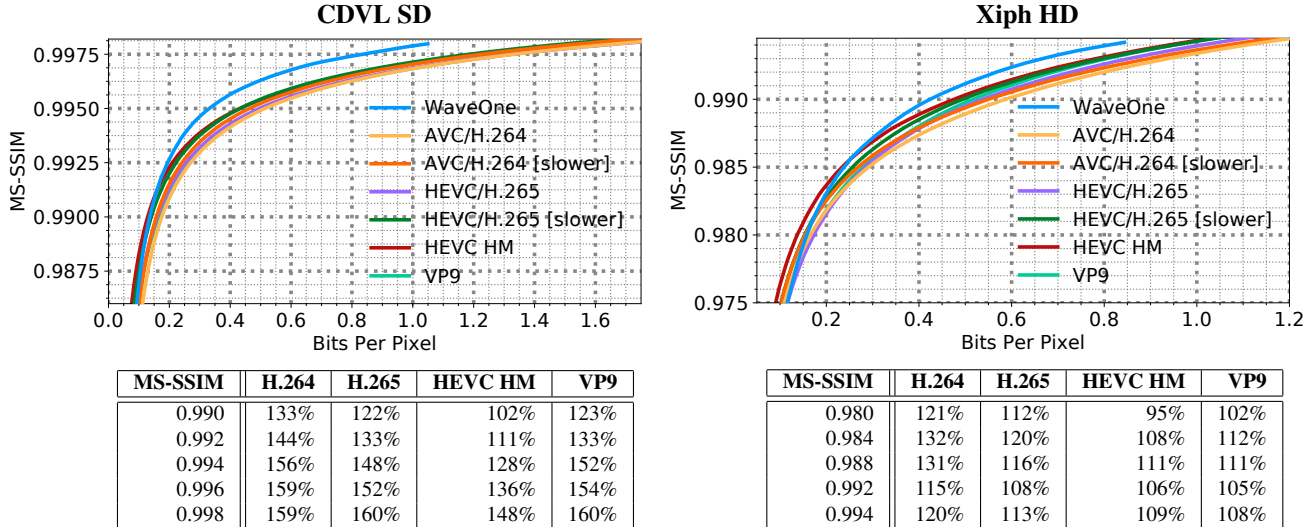 CDVL SD
MS-SSIM
0.9975
0.9950
0.9925
0.9900
0.9875
WaveOne
AVC/H.264
AVC/H.264 [slower]
HEVC/H.265
HEVC/H.265 [slower]
HEVC HM
VP9
0.0 0.2 0.4 0.6 0.8 1.0 1.2 1.4 1.6
Bits Per Pixel
MS-SSIM H.264 H.265 HEVC HM VP9
0.990 133% 122% 102% 123%
0.992 144% 133% 111% 133%
0.994 156% 148% 128% 152%
0.996 159% 152% 136% 154%
0.998 159% 160% 148% 160%
Xiph HD
MS-SSIM
0.990
0.985
0.980
0.975
WaveOne
AVC/H.264
AVC/H.264 [slower]
HEVC/H.265
HEVC/H.265 [slower]
HEVC HM
VP9
0.2 0.4 0.6 0.8 1.0 1.2
Bits Per Pixel
MS-SSIM H.264 H.265 HEVC HM VP9
0.980 121% 112% 95% 102%
0.984 132% 120% 108% 112%
0.988 131% 116% 111% 111%
0.992 115% 108% 106% 105%
0.994 120% 113% 109% 108%